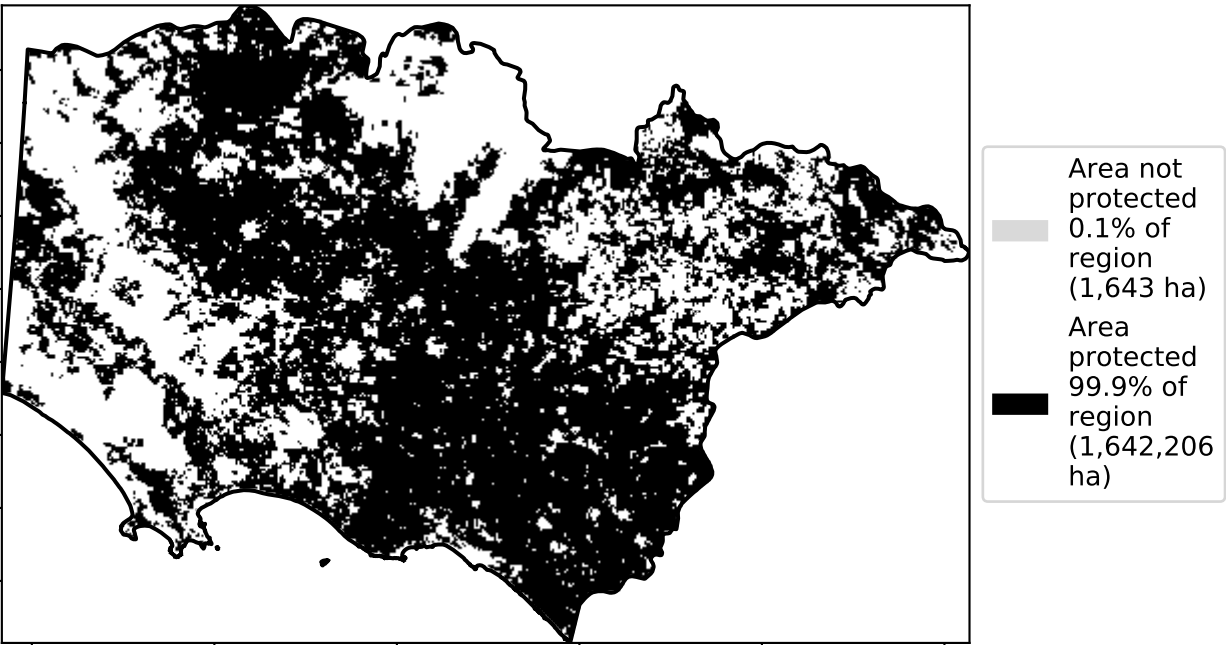 Area not
protected
0.1% of
region
(1,643 ha)
Area
protected
99.9% of
region
(1,642,206
ha)